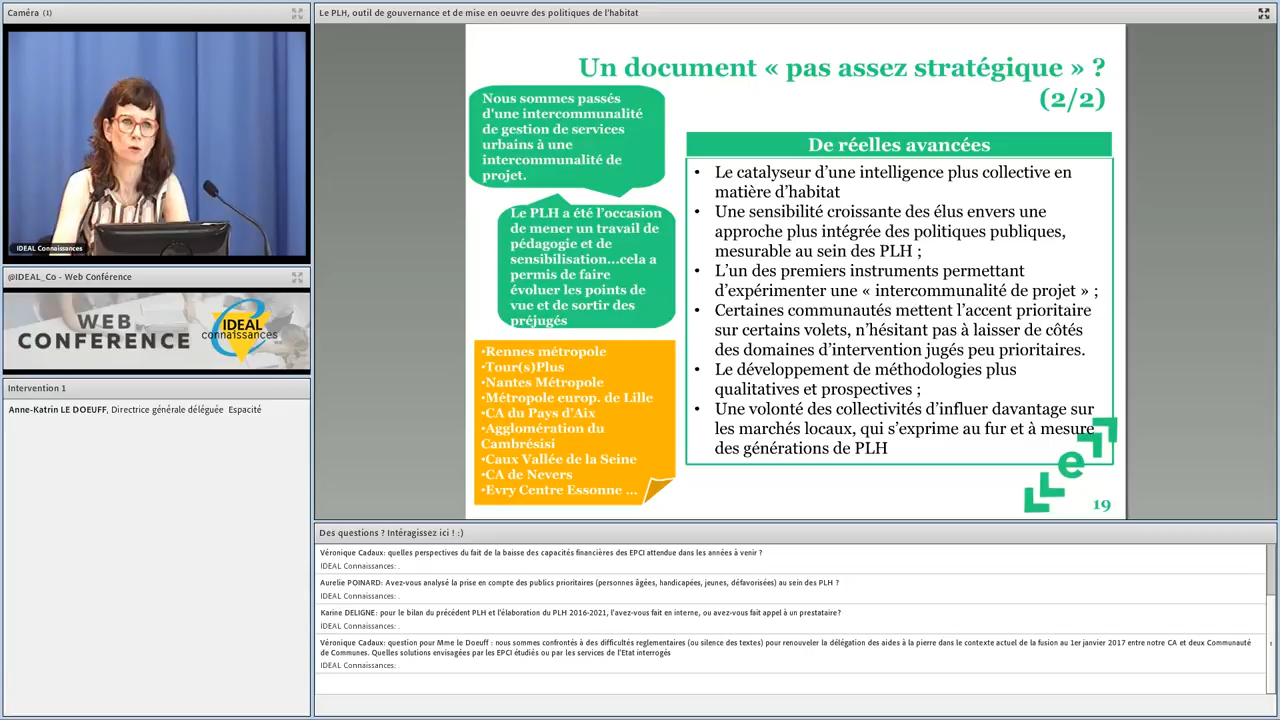 Caméra (1)
IDEAL Connaissances
@IDEAL_Co - Web Conférence
WEB
CONFERENCE
IDEAL
connaissances
Intervention 1
Anne-Katrin LE DOEUFF, Directrice générale déléguée Espacité
Le PLH, outil de gouvernance et de mise en oeuvre des politiques de l'habitat
Un document « pas assez stratégique » ?
(2/2)
Nous sommes passés
d'une intercommunalité
de gestion de services
urbains à une
intercommunalité de
projet.
Le PLH a été l'occasion
de mener un travail de
pédagogie et de
sensibilisation...cela a
permis de faire
évoluer les points de
vue et de sortir des
préjugés
•Rennes métropole
•Tour(s)Plus
•Nantes Métropole
•Métropole europ. de Lille
•CA du Pays d'Aix
•Agglomération du
Cambrésisí
•Caux Vallée de la Seine
•CA de Nevers
•Evry Centre Essonne ...
De réelles avancées
• Le catalyseur d'une intelligence plus collective en
matière d'habitat
• Une sensibilité croissante des élus envers une
approche plus intégrée des politiques publiques,
mesurable au sein des PLH ;
• L'un des premiers instruments permettant
d'expérimenter une « intercommunalité de projet » ;
• Certaines communautés mettent l'accent prioritaire
sur certains volets, n'hésitant pas à laisser de côtés
des domaines d'intervention jugés peu prioritaires.
• Le développement de méthodologies plus
qualitatives et prospectives ;
• Une volonté des collectivités d'influer davantage sur
les marchés locaux, qui s'exprime au fur et à mesure
des générations de PLH
e
19
Des questions ? Intéragissez ici ! :)
Véronique Cadaux: quelles perspectives du fait de la baisse des capacités financières des EPCI attendue dans les années à venir ?
IDEAL Connaissances: .
Aurelie POINARD: Avez-vous analysé la prise en compte des publics prioritaires (personnes âgées, handicapées, jeunes, défavorisées) au sein des PLH ?
IDEAL Connaissances: .
Karine DELIGNE: pour le bilan du précédent PLH et l'élaboration du PLH 2016-2021, l'avez-vous fait en interne, ou avez-vous fait appel à un prestataire?
IDEAL Connaissances: .
Véronique Cadaux: question pour Mme le Doeuff : nous sommes confrontés à des difficultés reglementaires (ou silence des textes) pour renouveler la délégation des aides à la pierre dans le contexte actuel de la fusion au 1er janvier 2017 entre notre CA et deux Communauté
de Communes. Quelles solutions envisagées par les EPCI étudiés ou par les services de l'Etat interrogés
IDEAL Connaissances: .